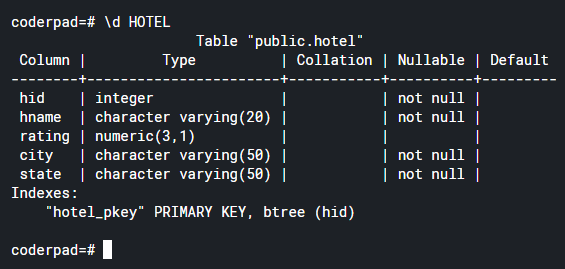 coderpad=# \d HOTEL
                      Table "public.hotel"
 Column |         Type          | Collation | Nullable | Default
--------+-----------------------+-----------+----------+---------
 hid    | integer               |           | not null |
 hname  | character varying(20) |           | not null |
 rating | numeric(3,1)          |           |          |
 city   | character varying(50) |           | not null |
 state  | character varying(50) |           | not null |
Indexes:
    "hotel_pkey" PRIMARY KEY, btree (hid)
coderpad=#